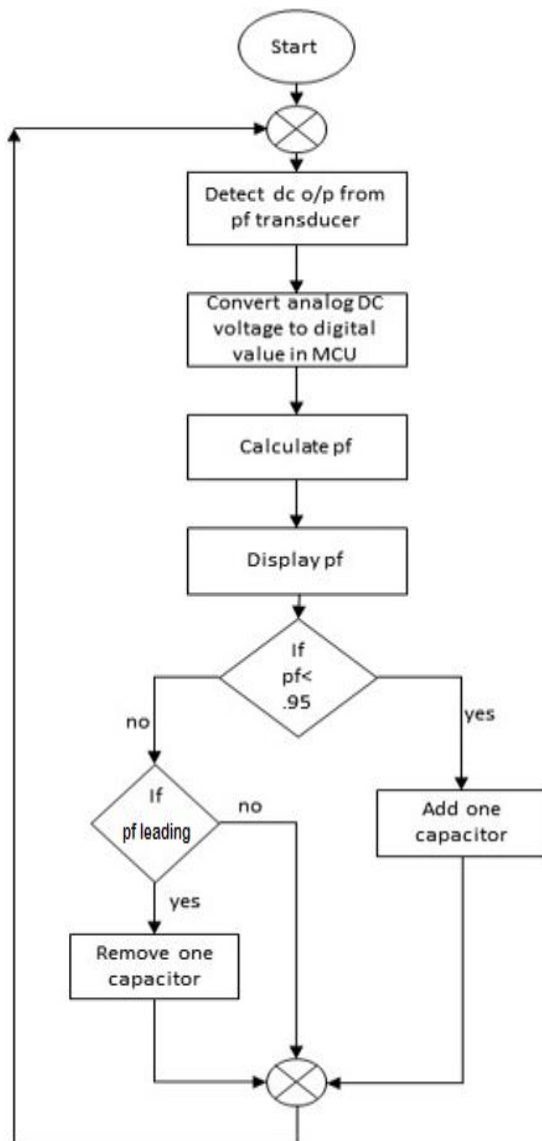 Start
Detect dc o/p from
pf transducer
Convert analog DC
voltage to digital
value in MCU
Calculate pf
Display pf
If
pf<
.95
no
yes
If
pf leading
no
Add one
capacitor
yes
Remove one
capacitor